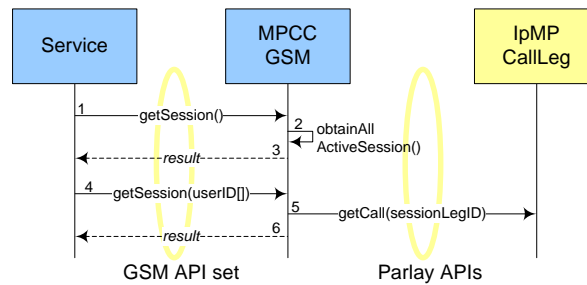 Service
MPCC
GSM
IpMP
CallLeg
1
getSession()
2
obtainAll
ActiveSession()
3
result
4
getSession(userID[])
5
getCall(sessionLegID)
6
result
GSM API set
Parlay APIs